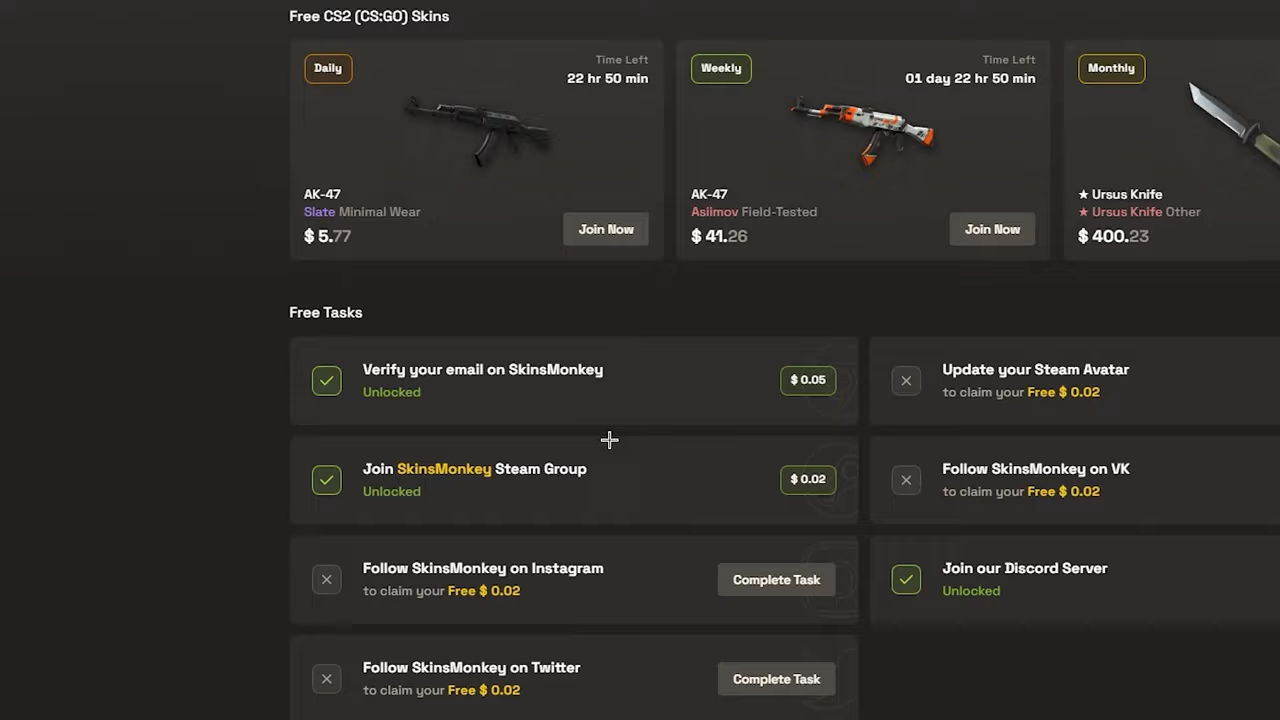 Free CS2 (CS:GO) Skins
Daily
Time Left
22 hr 50 min
AK-47
Slate Minimal Wear
$ 5.77
Join Now
Weekly
Time Left
01 day 22 hr 50 min
AK-47
Asiimov Field-Tested
$ 41.26
Join Now
Monthly
★ Ursus Knife
★ Ursus Knife Other
$ 400.23
Free Tasks
Verify your email on SkinsMonkey
Unlocked
$ 0.05
Update your Steam Avatar
to claim your Free $ 0.02
Join SkinsMonkey Steam Group
Unlocked
$ 0.02
Follow SkinsMonkey on VK
to claim your Free $ 0.02
Follow SkinsMonkey on Instagram
to claim your Free $ 0.02
Complete Task
Join our Discord Server
Unlocked
Follow SkinsMonkey on Twitter
to claim your Free $ 0.02
Complete Task